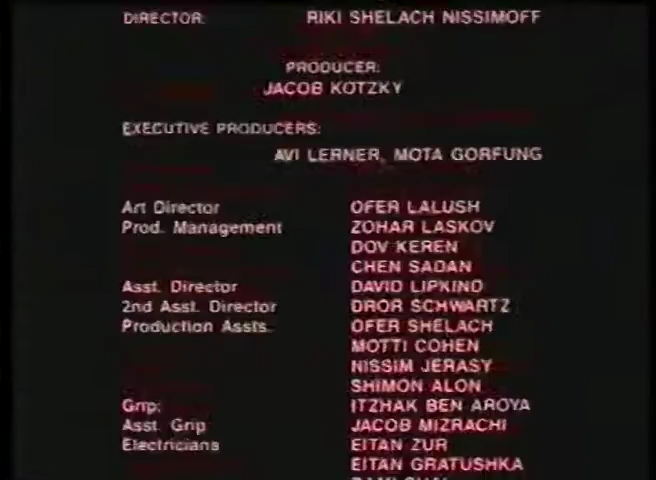 DIRECTOR: RIKI SHELACH NISSIMOFF
PRODUCER:
JACOB KOTZKY
EXECUTIVE PRODUCERS:
AVI LERNER, MOTA GORFUNG
Art Director OFER LALUSH
Prod. Management ZOHAR LASKOV
DOV KEREN
CHEN SADAN
Asst. Director DAVID LIPKIND
2nd Asst. Director DROR SCHWARTZ
Production Assts. OFER SHELACH
MOTTI COHEN
NISSIM JERASY
SHIMON ALON
Grip: ITZHAK BEN AROYA
Asst. Grip JACOB MIZRACHI
Electricians EITAN ZUR
EITAN GRATUSHKA